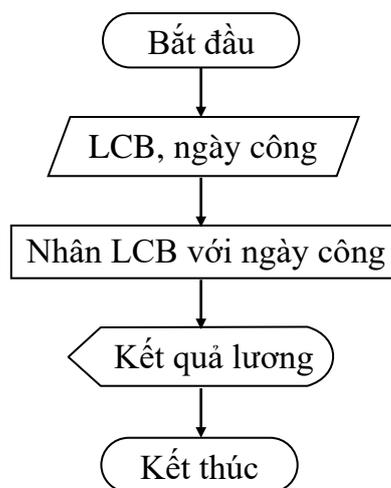 Bắt đầu
LCB, ngày công
Nhân LCB với ngày công
Kết quả lương
Kết thúc